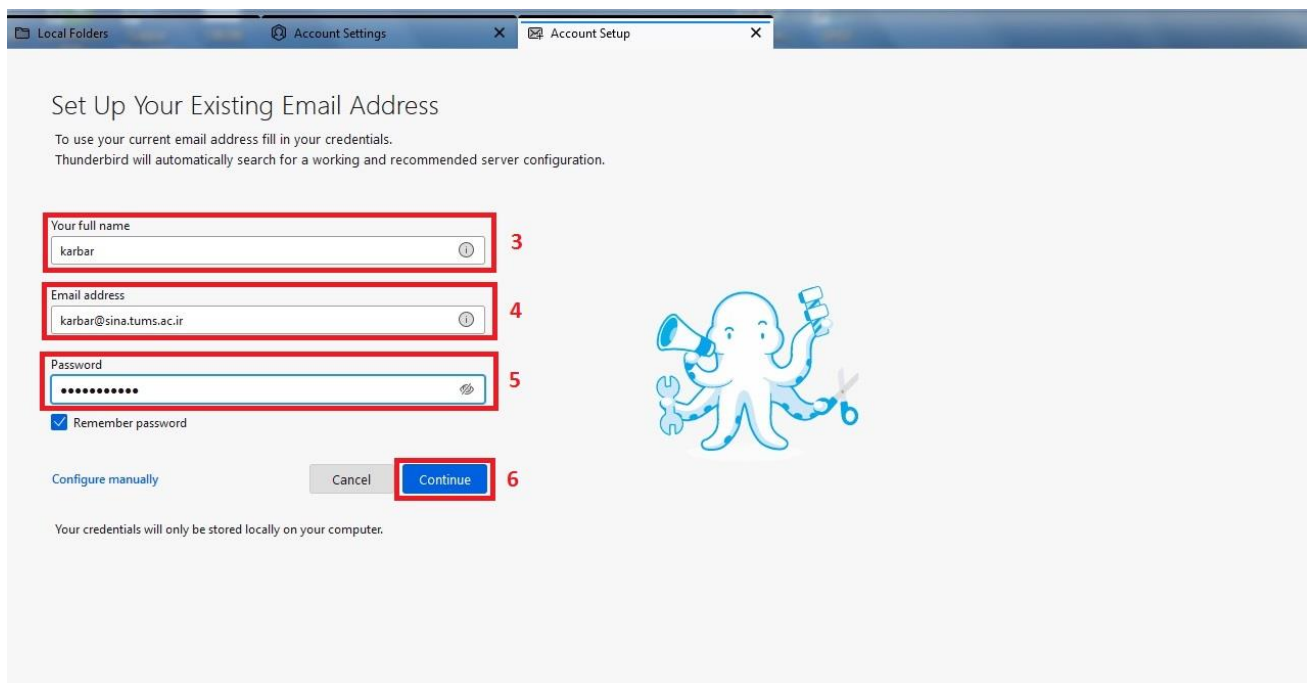 Local Folders
Account Settings
Account Setup
Set Up Your Existing Email Address
To use your current email address fill in your credentials.
Thunderbird will automatically search for a working and recommended server configuration.
Your full name
karbar
3
Email address
karbar@sina.tums.ac.ir
4
Password
•••••••••••
5
Remember password
Configure manually
Cancel
Continue
6
Your credentials will only be stored locally on your computer.